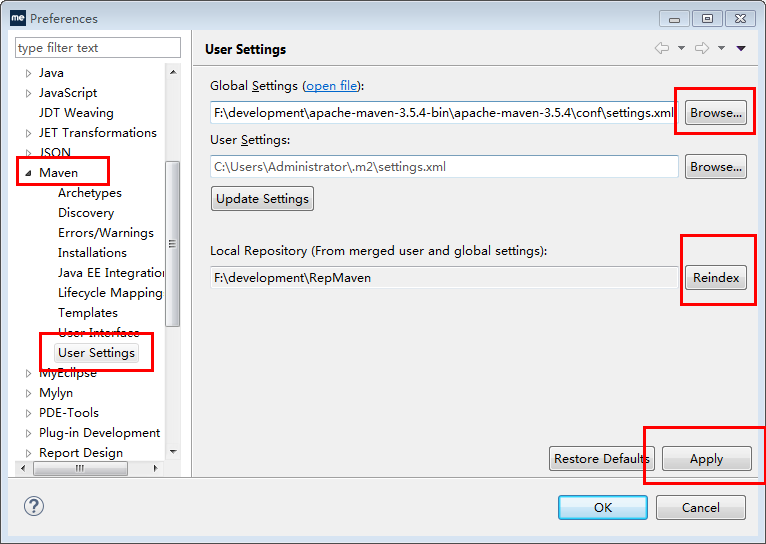 me Preferences
type filter text
Java
JavaScript
JDT Weaving
JET Transformations
JSON
Maven
Archetypes
Discovery
Errors/Warnings
Installations
Java EE Integration
Lifecycle Mappings
Templates
User Interface
User Settings
MyEclipse
Mylyn
PDE-Tools
Plug-in Development
Report Design
User Settings
Global Settings (open file):
F:\development\apache-maven-3.5.4-bin\apache-maven-3.5.4\conf\settings.xml Browse...
User Settings:
C:\Users\Administrator\.m2\settings.xml Browse...
Update Settings
Local Repository (From merged user and global settings):
F:\development\RepMaven Reindex
Restore Defaults Apply
? OK Cancel